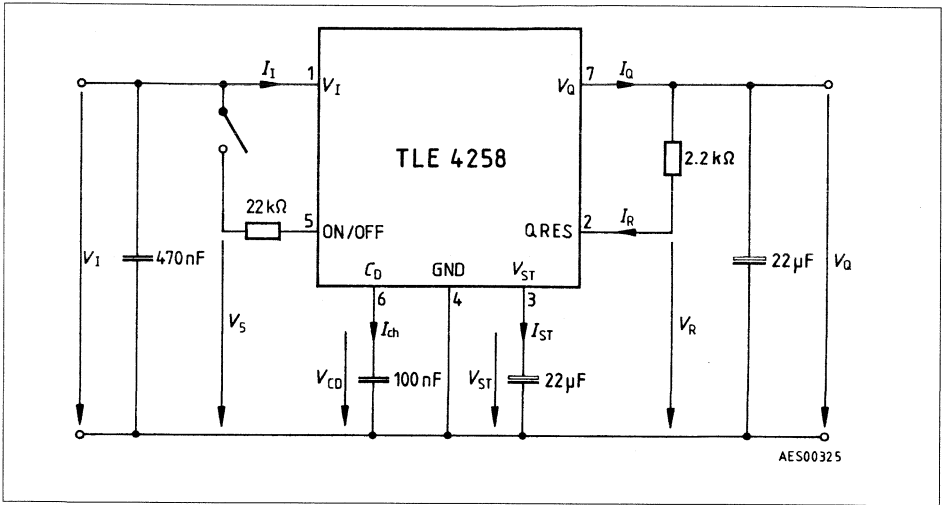 I_I
1
V_I
V_Q
7
I_Q
TLE 4258
2.2 kΩ
22 kΩ
5
ON/OFF
QRES
2
I_R
V_I
470 nF
C_D
GND
V_ST
22 µF
V_Q
6
4
3
V_5
I_ch
I_ST
V_R
V_CD
100 nF
V_ST
22 µF
AES00325